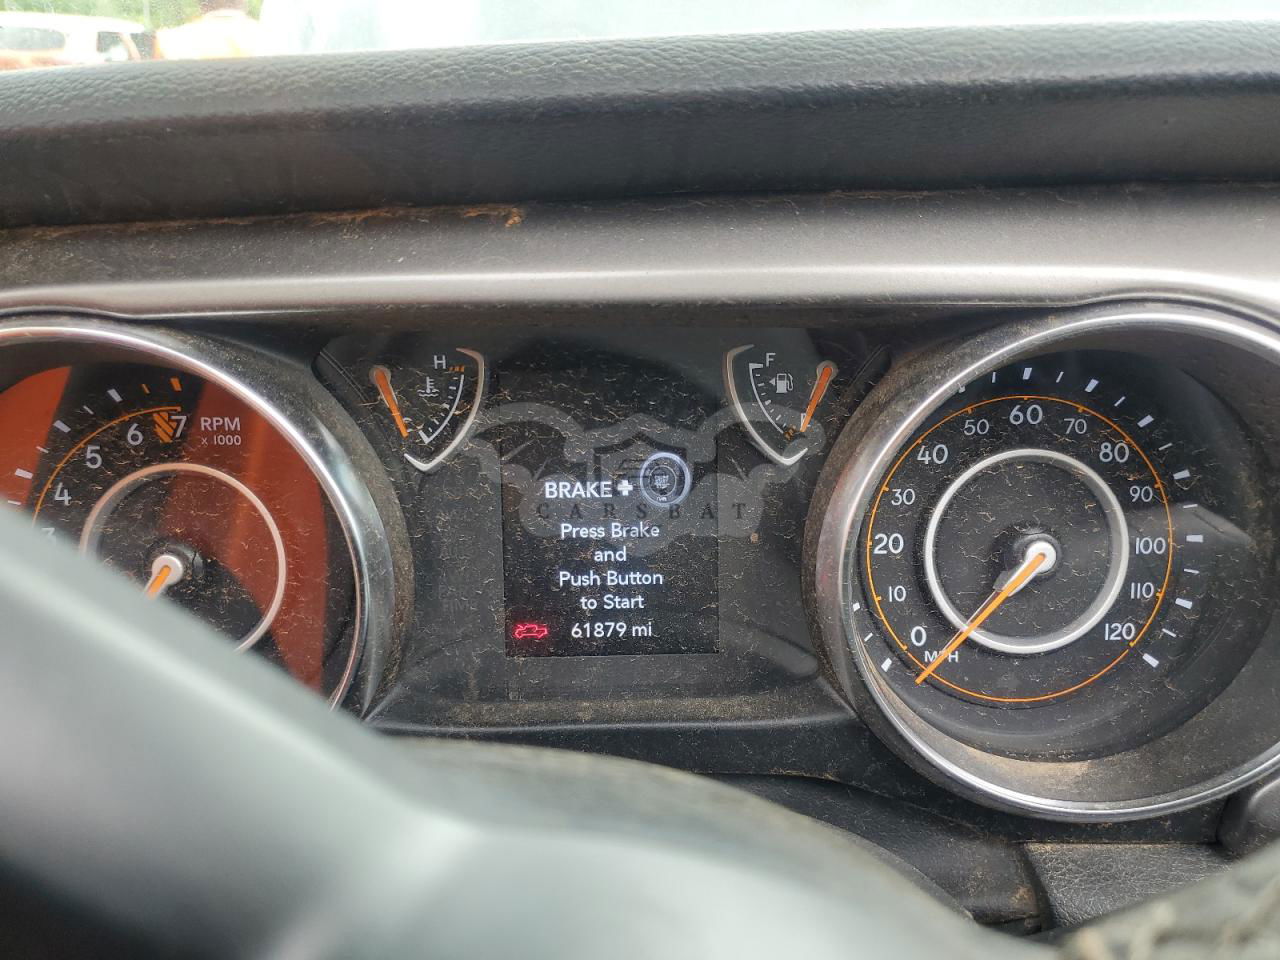 H
C
F
E
RPM
x 1000
7
6
5
4
3
BRAKE +
CARSBAT
Press Brake
and
Push Button
to Start
61879 mi
0
10
20
30
40
50
60
70
80
90
100
110
120
MPH